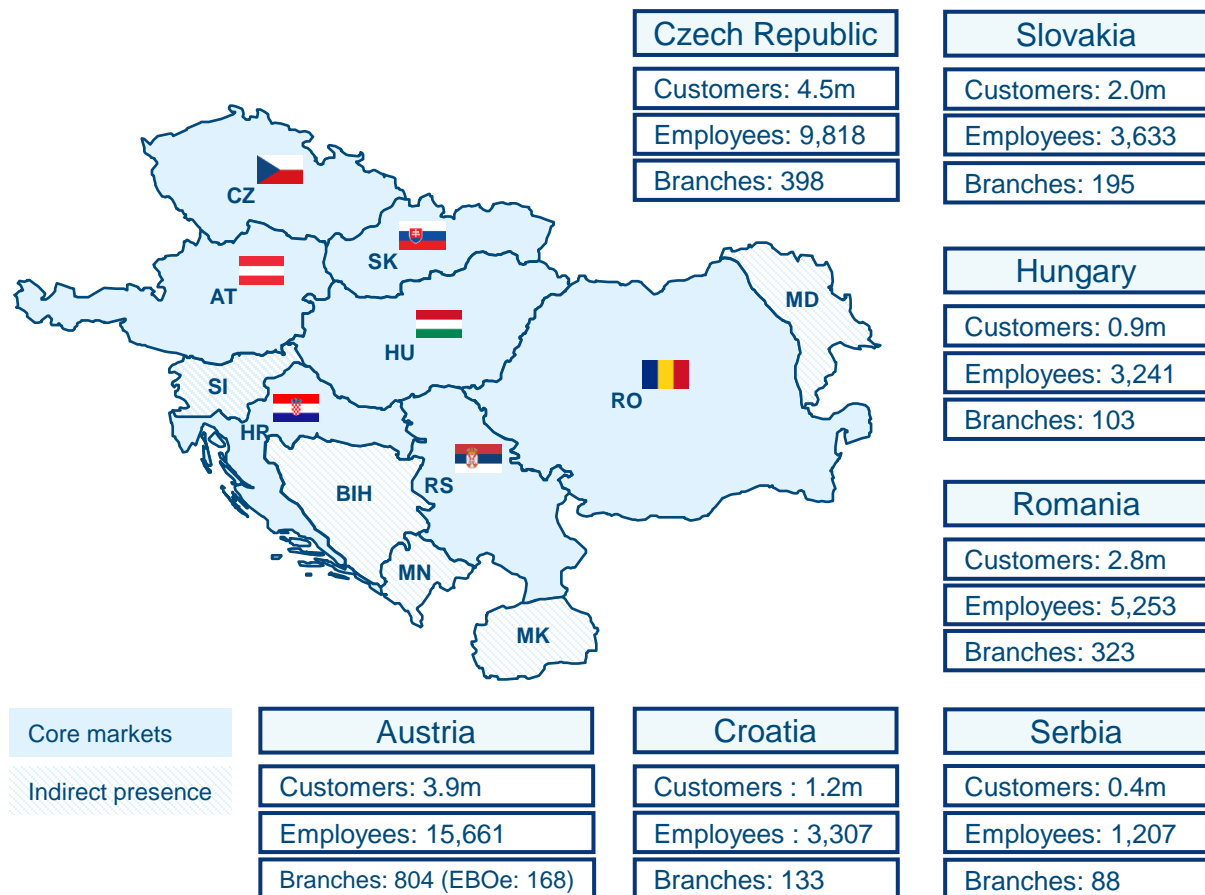 Czech Republic
Customers: 4.5m
Employees: 9,818
Branches: 398
Slovakia
Customers: 2.0m
Employees: 3,633
Branches: 195
CZ
SK
AT
HU
MD
SI
HR
RO
RS
BIH
MN
MK
Hungary
Customers: 0.9m
Employees: 3,241
Branches: 103
Romania
Customers: 2.8m
Employees: 5,253
Branches: 323
Core markets
Indirect presence
Austria
Customers: 3.9m
Employees: 15,661
Branches: 804 (EBOe: 168)
Croatia
Customers : 1.2m
Employees : 3,307
Branches: 133
Serbia
Customers: 0.4m
Employees: 1,207
Branches: 88